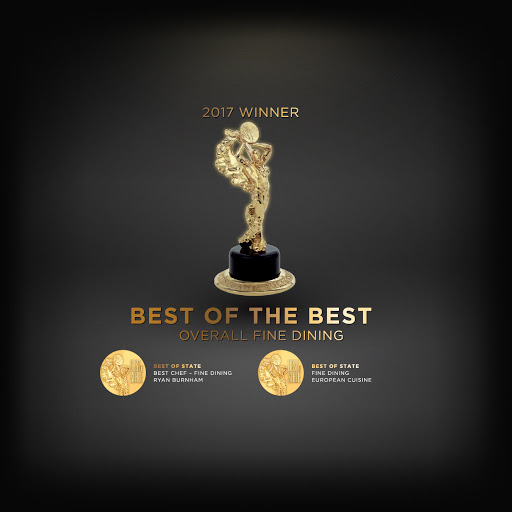 2017 WINNER
BEST OF THE BEST
OVERALL FINE DINING
BEST OF STATE
BEST CHEF – FINE DINING
RYAN BURNHAM
BEST OF STATE
FINE DINING
EUROPEAN CUISINE